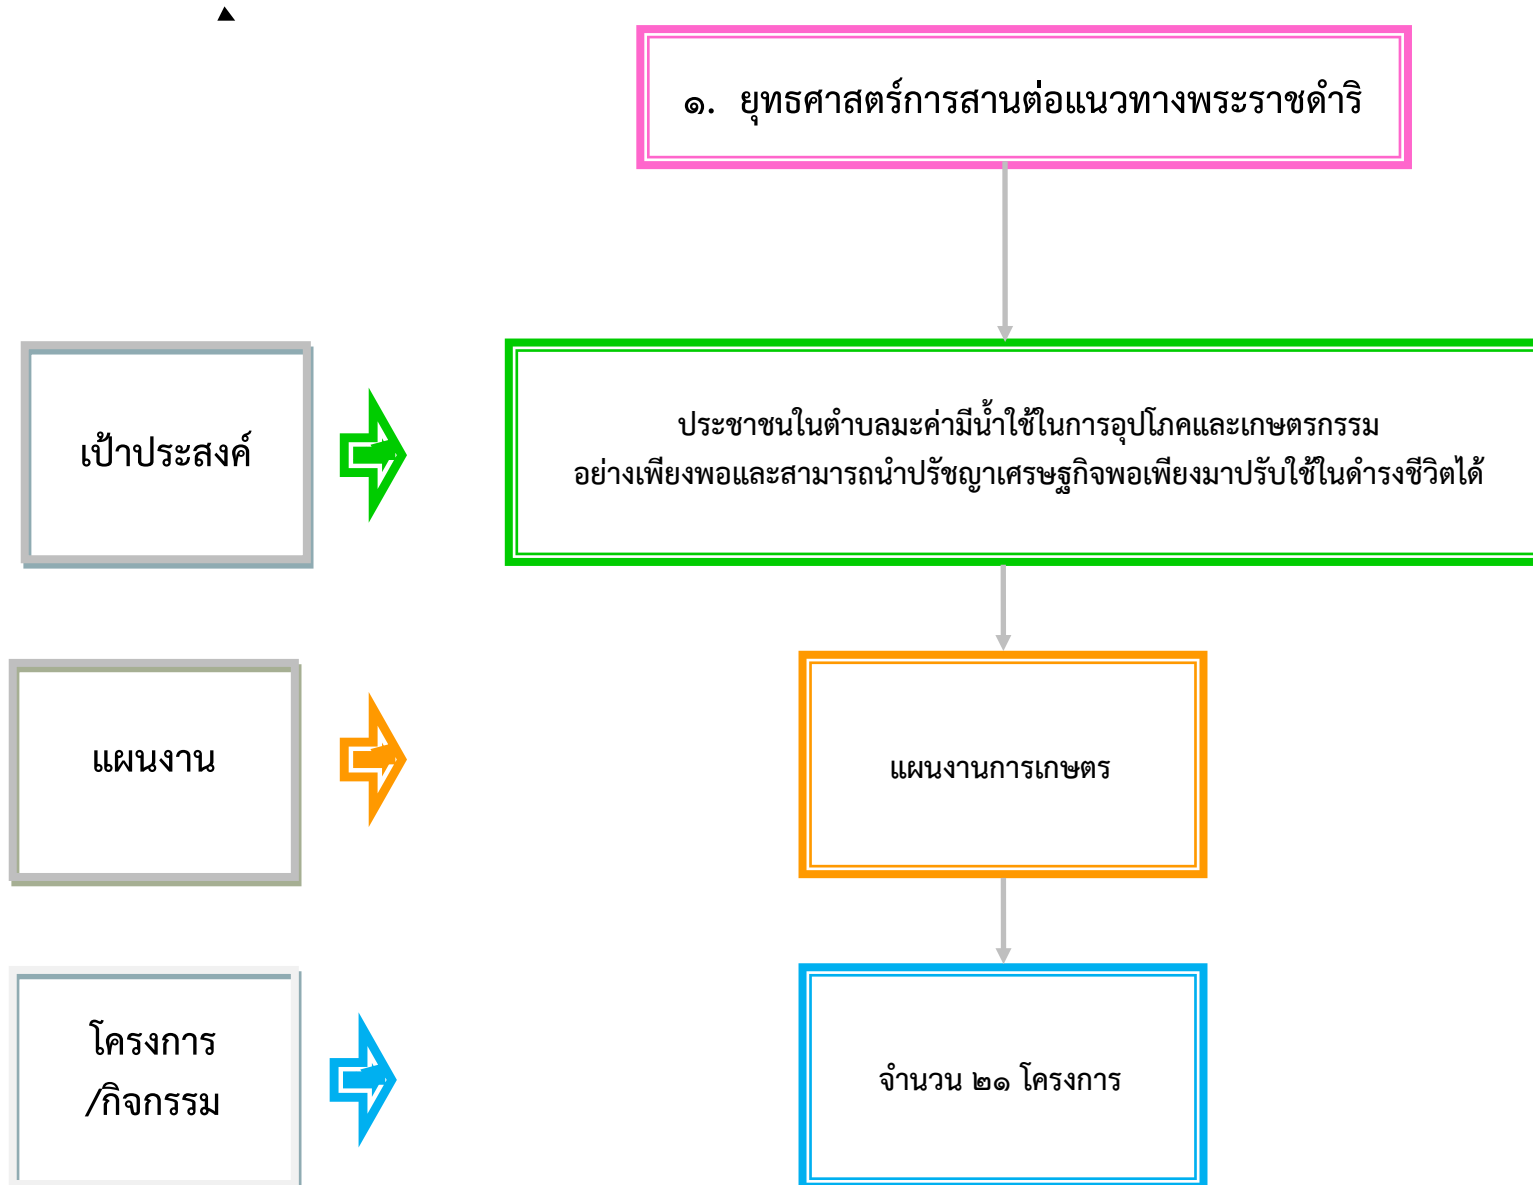 ๑. ยุทธศาสตร์การสานต่อแนวทางพระราชดำริ
เป้าประสงค์
ประชาชนในตำบลมะค่ามีน้ำใช้ในการอุปโภคและเกษตรกรรม
อย่างเพียงพอและสามารถนำปรัชญาเศรษฐกิจพอเพียงมาปรับใช้ในดำรงชีวิตได้
แผนงาน
แผนงานการเกษตร
โครงการ
/กิจกรรม
จำนวน ๒๑ โครงการ